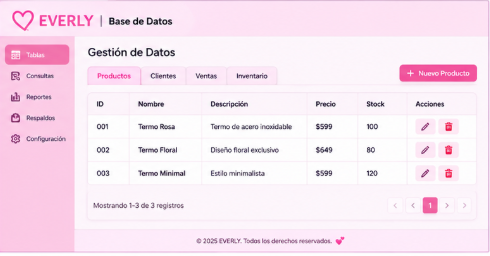 EVERLY | Base de Datos
Tablas
Consultas
Reportes
Respaldos
Configuración
Gestión de Datos
Productos Clientes Ventas Inventario
+ Nuevo Producto
ID Nombre Descripción Precio Stock Acciones
001 Termo Rosa Termo de acero inoxidable $599 100
002 Termo Floral Diseño floral exclusivo $649 80
003 Termo Minimal Estilo minimalista $599 120
Mostrando 1-3 de 3 registros
< < 1 > >
© 2025 EVERLY. Todos los derechos reservados. 💕